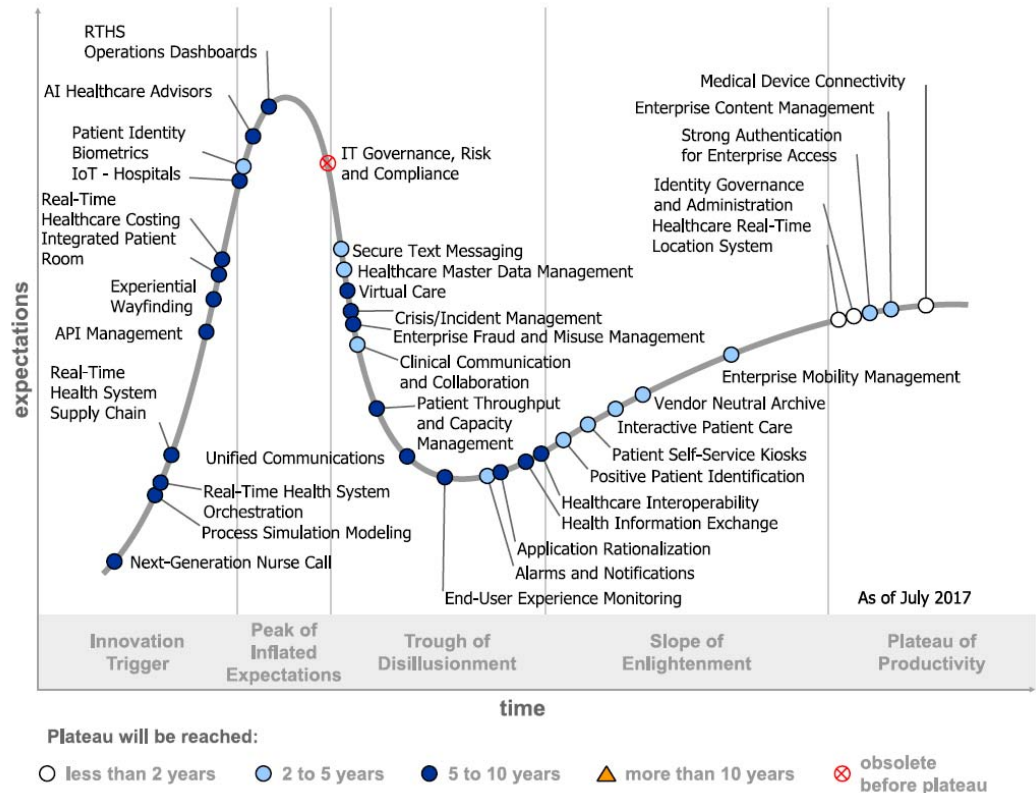 RTHS
Operations Dashboards
AI Healthcare Advisors
Patient Identity
Biometrics
IoT - Hospitals
Real-Time
Healthcare Costing
Integrated Patient
Room
Experiential
Wayfinding
API Management
Real-Time
Health System
Supply Chain
Unified Communications
Real-Time Health System
Orchestration
Process Simulation Modeling
Next-Generation Nurse Call
IT Governance, Risk
and Compliance
Secure Text Messaging
Healthcare Master Data Management
Virtual Care
Crisis/Incident Management
Enterprise Fraud and Misuse Management
Clinical Communication
and Collaboration
Patient Throughput
and Capacity
Management
Medical Device Connectivity
Enterprise Content Management
Strong Authentication
for Enterprise Access
Identity Governance
and Administration
Healthcare Real-Time
Location System
Enterprise Mobility Management
Vendor Neutral Archive
Interactive Patient Care
Patient Self-Service Kiosks
Positive Patient Identification
Healthcare Interoperability
Health Information Exchange
Application Rationalization
Alarms and Notifications
End-User Experience Monitoring
As of July 2017
expectations
Innovation
Trigger
Peak of
Inflated
Expectations
Trough of
Disillusionment
Slope of
Enlightenment
Plateau of
Productivity
time
Plateau will be reached:
less than 2 years
2 to 5 years
5 to 10 years
more than 10 years
obsolete
before plateau